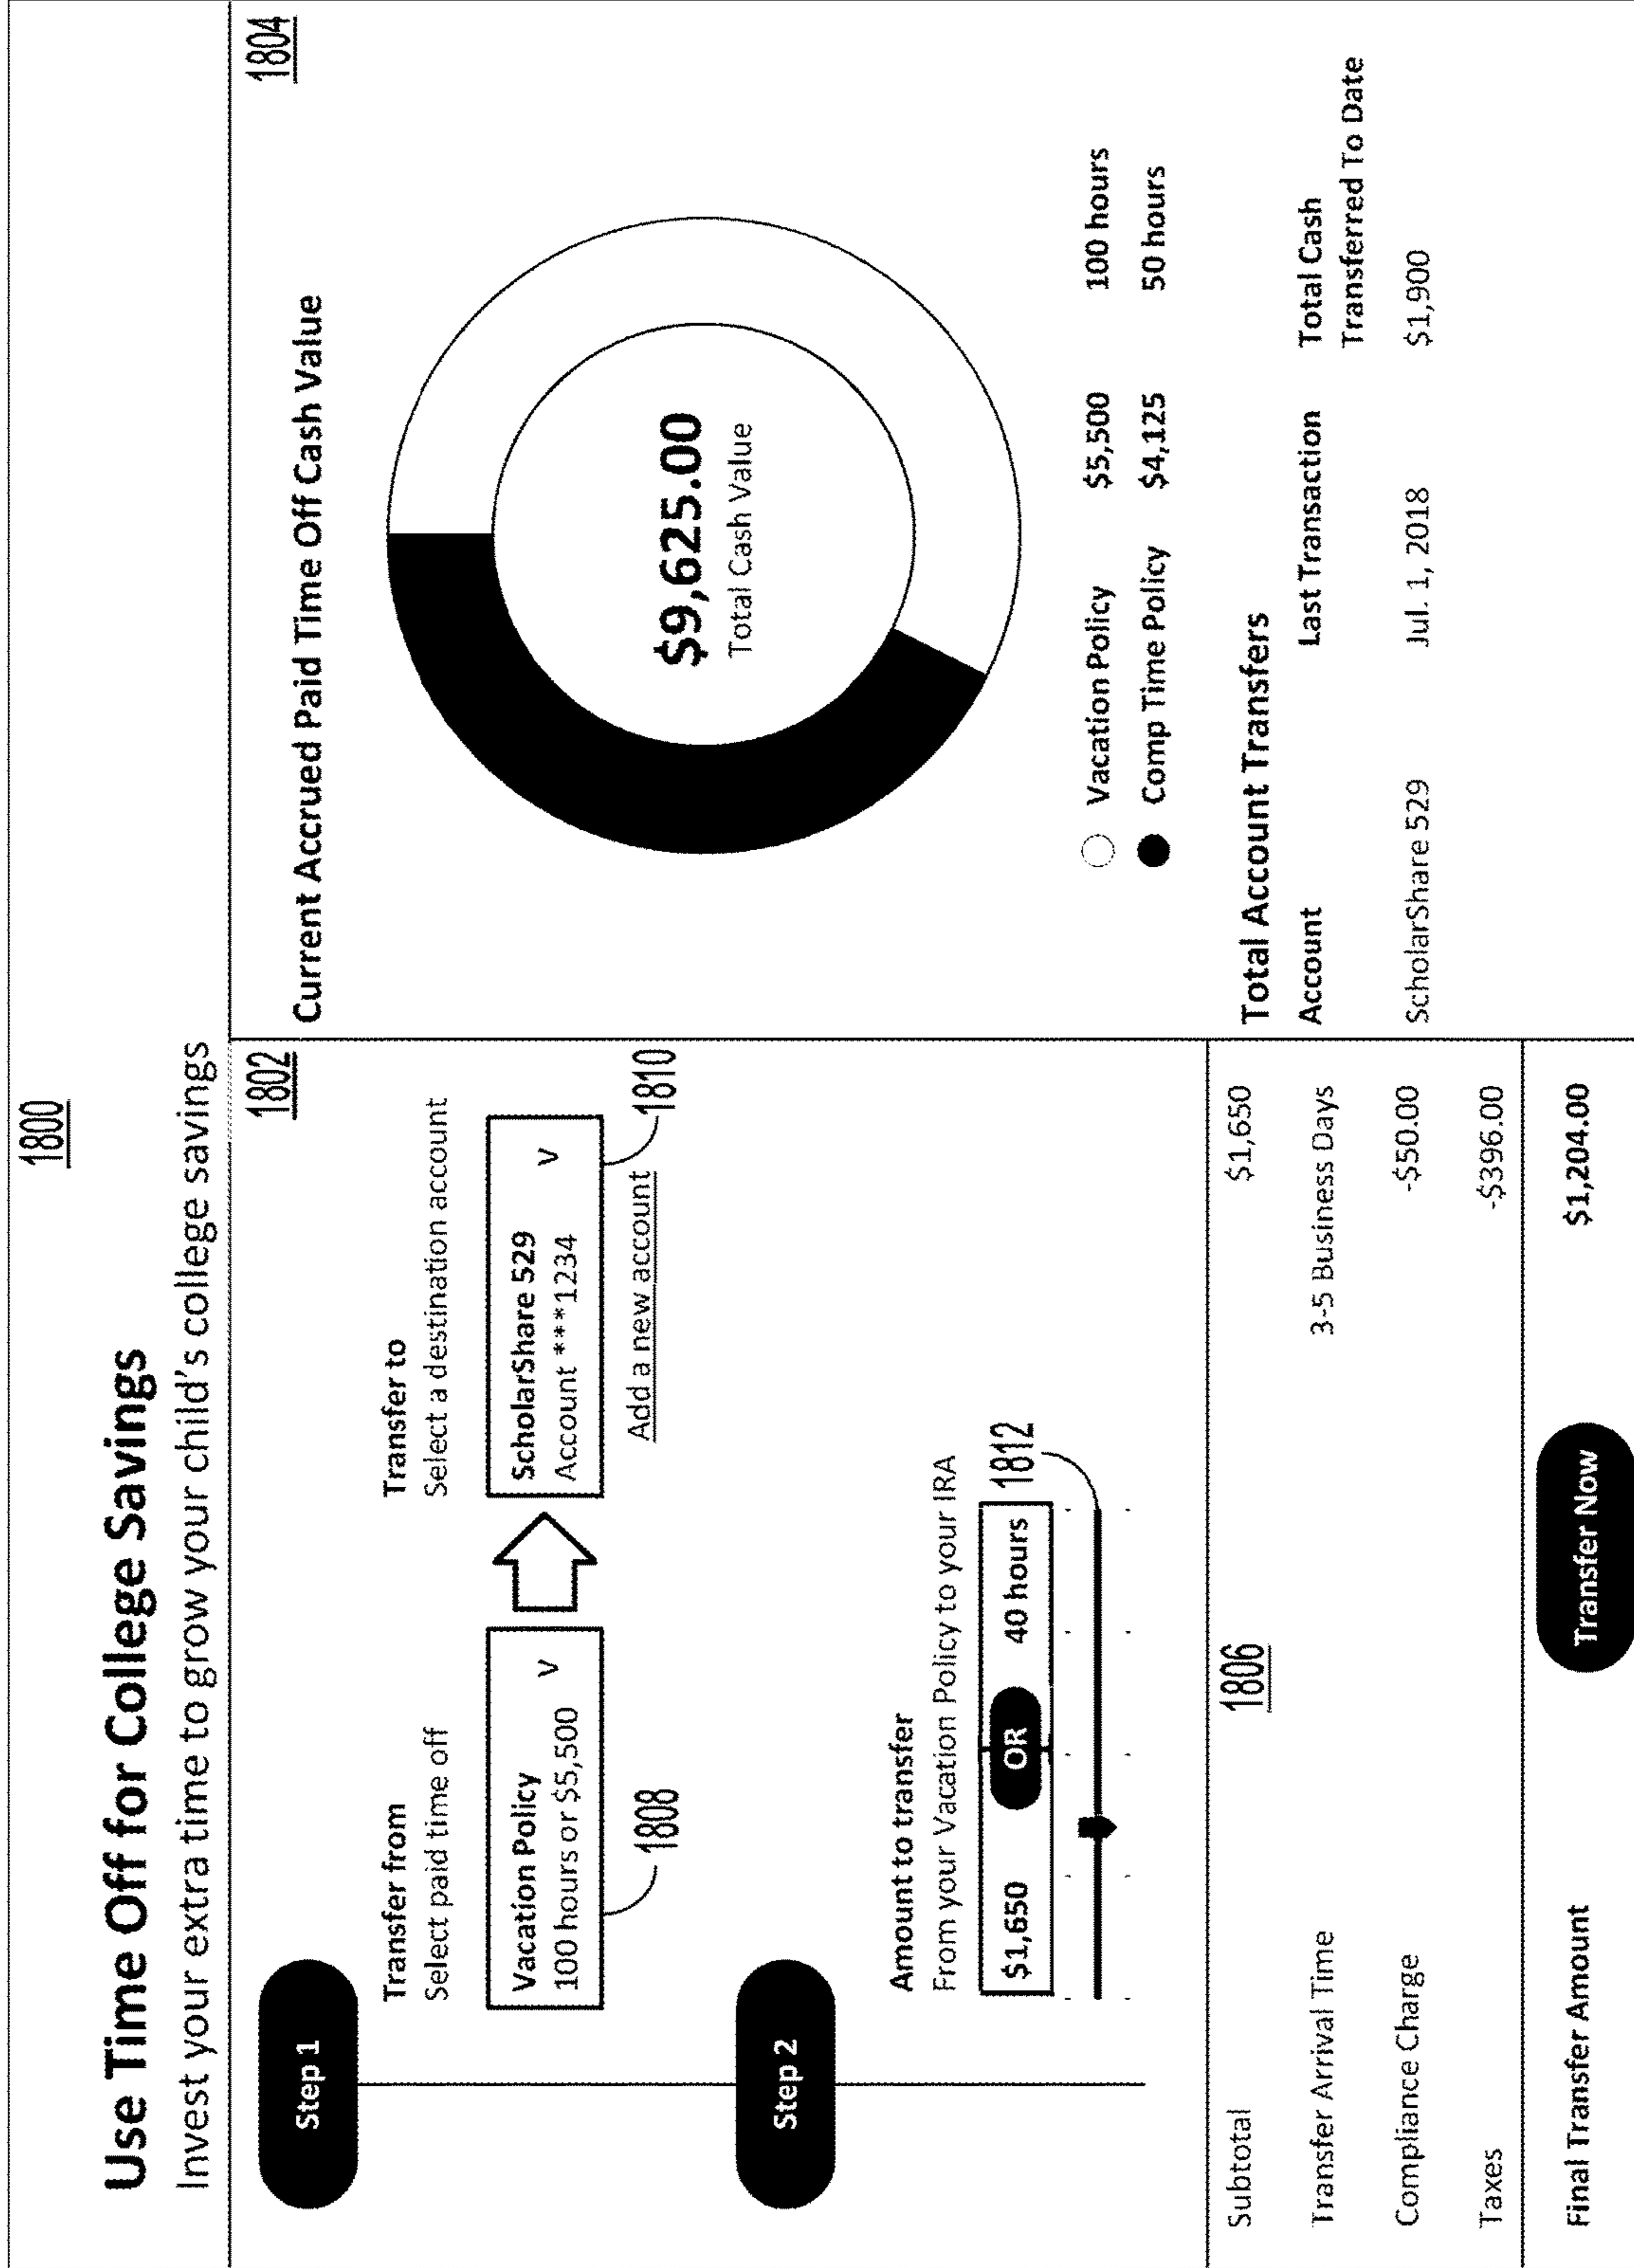 1800
Use Time Off for College Savings
Invest your extra time to grow your child's college savings
1802
Step 1
Transfer from
Select paid time off
Vacation Policy
100 hours or $5,500 V
1808
Transfer to
Select a destination account
ScholarShare 529
Account ***1234 V
Add a new account
1810
Step 2
Amount to transfer
From your Vacation Policy to your IRA
$1,650 OR 40 hours
1812
1806
Subtotal $1,650
Transfer Arrival Time 3-5 Business Days
Compliance Charge -$50.00
Taxes -$396.00
Final Transfer Amount Transfer Now $1,204.00
1804
Current Accrued Paid Time Off Cash Value
$9,625.00
Total Cash Value
Vacation Policy $5,500 100 hours
Comp Time Policy $4,125 50 hours
Total Account Transfers
Account Last Transaction Total Cash
Transferred To Date
ScholarShare 529 Jul. 1, 2018 $1,900